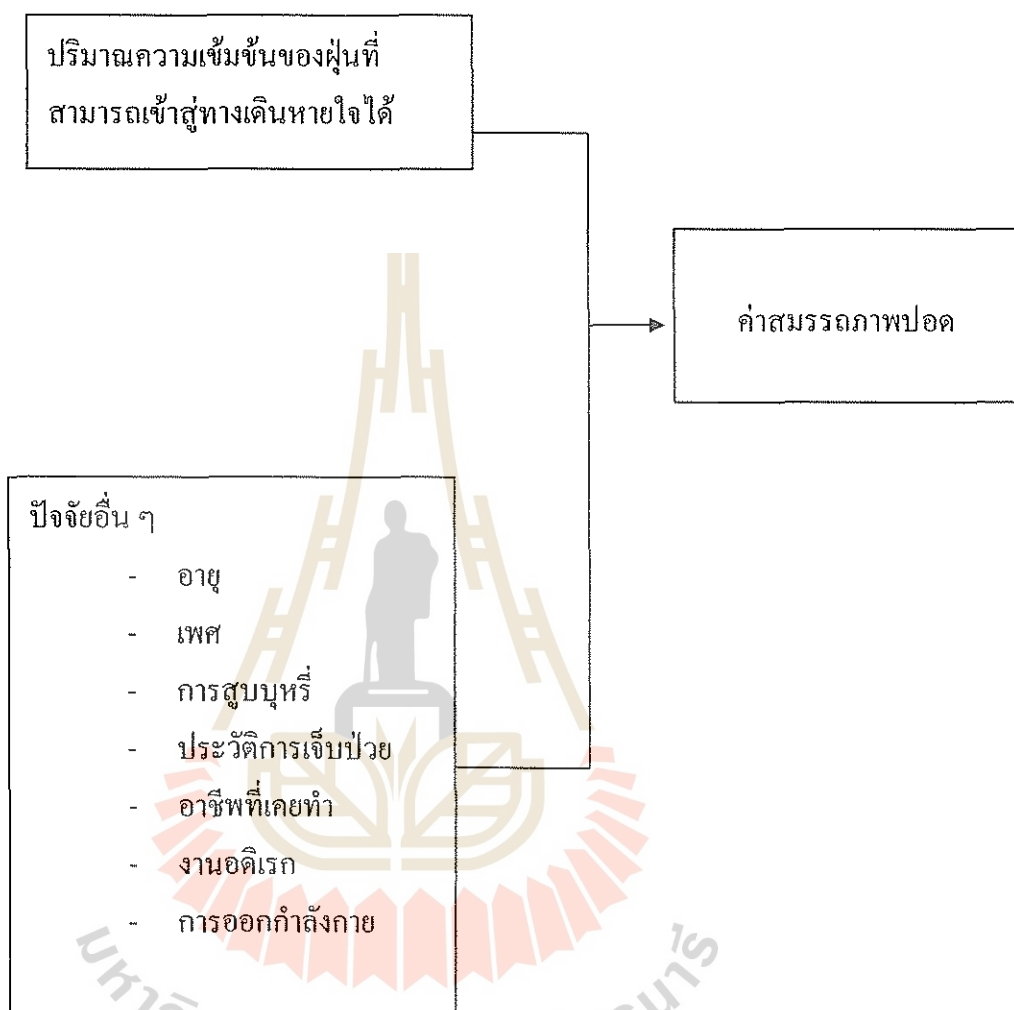 ปริมาณความเข้มข้นของฝุ่นที่
สามารถเข้าสู่ทางเดินหายใจได้
ค่าสมรรถภาพปอด
ปัจจัยอื่น ๆ
- อายุ
- เพศ
- การสูบบุหรี่
- ประวัติการเจ็บป่วย
- อาชีพที่เคยทำ
- งานอดิเรก
- การออกกำลังกาย